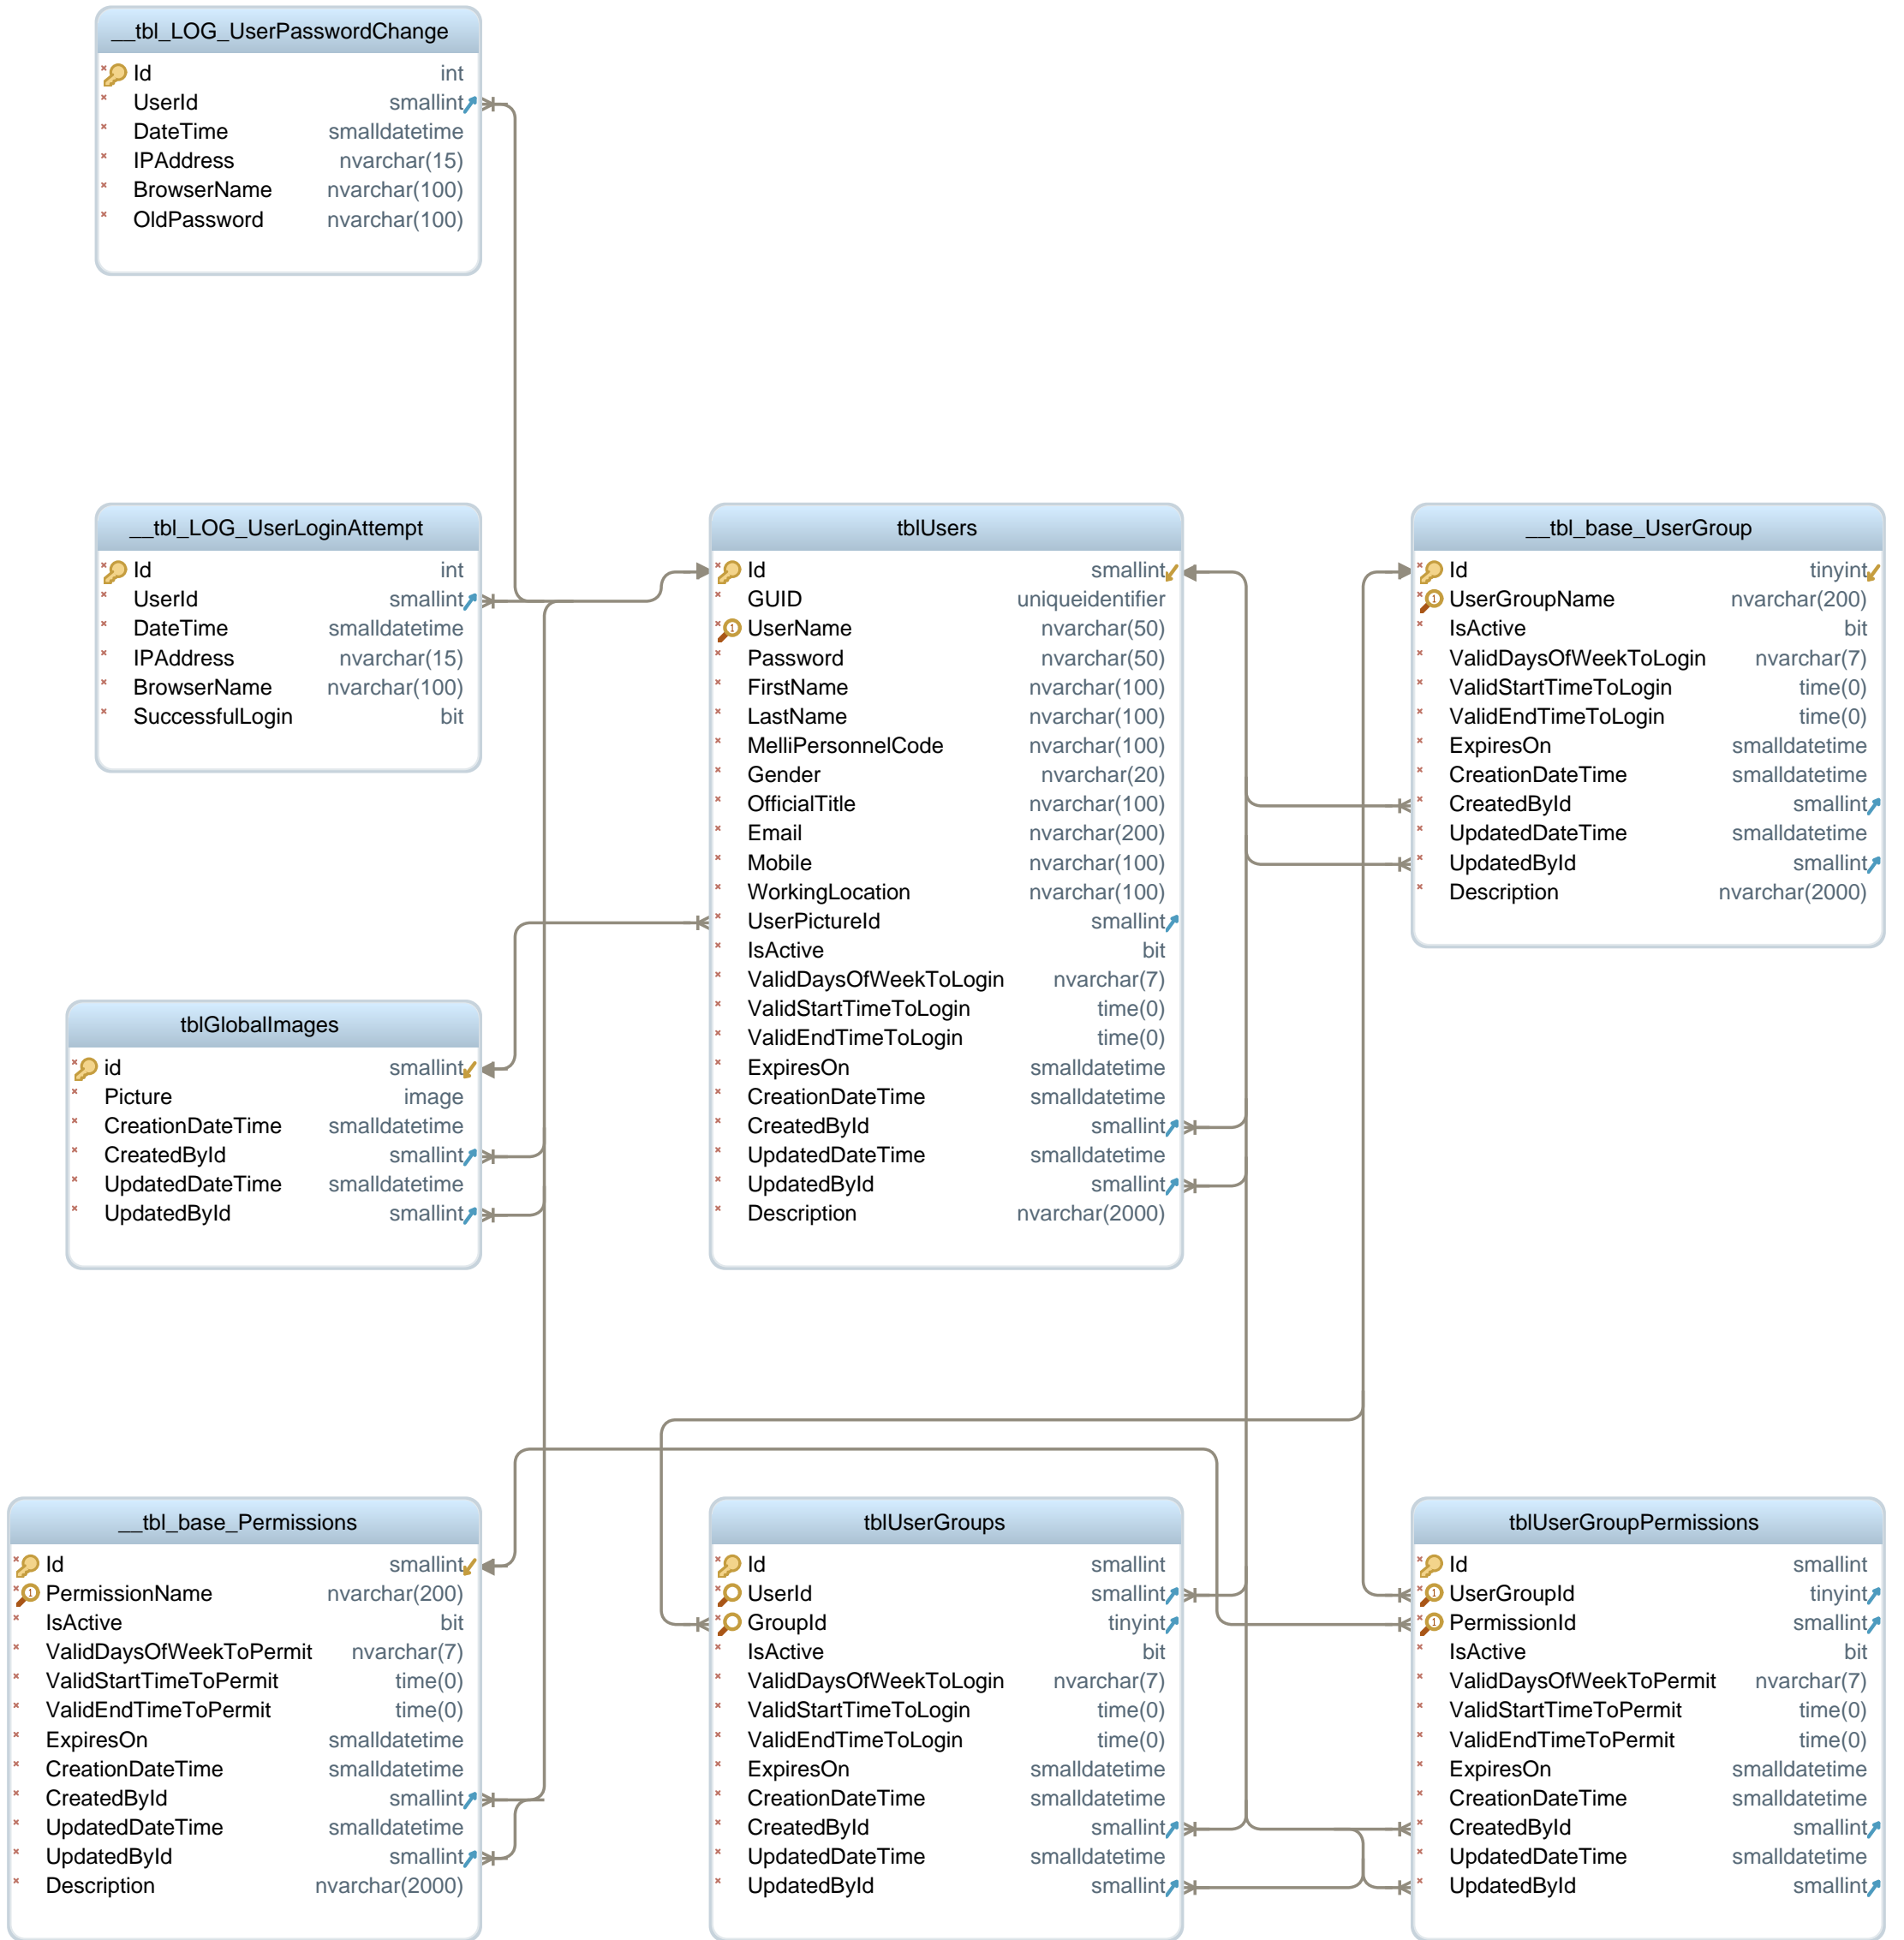 __tbl_LOG_UserPasswordChange
Id int
UserId smallint
DateTime smalldatetime
IPAddress nvarchar(15)
BrowserName nvarchar(100)
OldPassword nvarchar(100)
__tbl_LOG_UserLoginAttempt
Id int
UserId smallint
DateTime smalldatetime
IPAddress nvarchar(15)
BrowserName nvarchar(100)
SuccessfulLogin bit
tblUsers
Id smallint
GUID uniqueidentifier
1 UserName nvarchar(50)
Password nvarchar(50)
FirstName nvarchar(100)
LastName nvarchar(100)
MelliPersonnelCode nvarchar(100)
Gender nvarchar(20)
OfficialTitle nvarchar(100)
Email nvarchar(200)
Mobile nvarchar(100)
WorkingLocation nvarchar(100)
UserPictureId smallint
IsActive bit
ValidDaysOfWeekToLogin nvarchar(7)
ValidStartTimeToLogin time(0)
ValidEndTimeToLogin time(0)
ExpiresOn smalldatetime
CreationDateTime smalldatetime
CreatedById smallint
UpdatedDateTime smalldatetime
UpdatedById smallint
Description nvarchar(2000)
__tbl_base_UserGroup
Id tinyint
1 UserGroupName nvarchar(200)
IsActive bit
ValidDaysOfWeekToLogin nvarchar(7)
ValidStartTimeToLogin time(0)
ValidEndTimeToLogin time(0)
ExpiresOn smalldatetime
CreationDateTime smalldatetime
CreatedById smallint
UpdatedDateTime smalldatetime
UpdatedById smallint
Description nvarchar(2000)
tblGlobalImages
id smallint
Picture image
CreationDateTime smalldatetime
CreatedById smallint
UpdatedDateTime smalldatetime
UpdatedById smallint
__tbl_base_Permissions
Id smallint
1 PermissionName nvarchar(200)
IsActive bit
ValidDaysOfWeekToPermit nvarchar(7)
ValidStartTimeToPermit time(0)
ValidEndTimeToPermit time(0)
ExpiresOn smalldatetime
CreationDateTime smalldatetime
CreatedById smallint
UpdatedDateTime smalldatetime
UpdatedById smallint
Description nvarchar(2000)
tblUserGroups
Id smallint
UserId smallint
GroupId tinyint
IsActive bit
ValidDaysOfWeekToLogin nvarchar(7)
ValidStartTimeToLogin time(0)
ValidEndTimeToLogin time(0)
ExpiresOn smalldatetime
CreationDateTime smalldatetime
CreatedById smallint
UpdatedDateTime smalldatetime
UpdatedById smallint
tblUserGroupPermissions
Id smallint
1 UserGroupId tinyint
1 PermissionId smallint
IsActive bit
ValidDaysOfWeekToPermit nvarchar(7)
ValidStartTimeToPermit time(0)
ValidEndTimeToPermit time(0)
ExpiresOn smalldatetime
CreationDateTime smalldatetime
CreatedById smallint
UpdatedDateTime smalldatetime
UpdatedById smallint